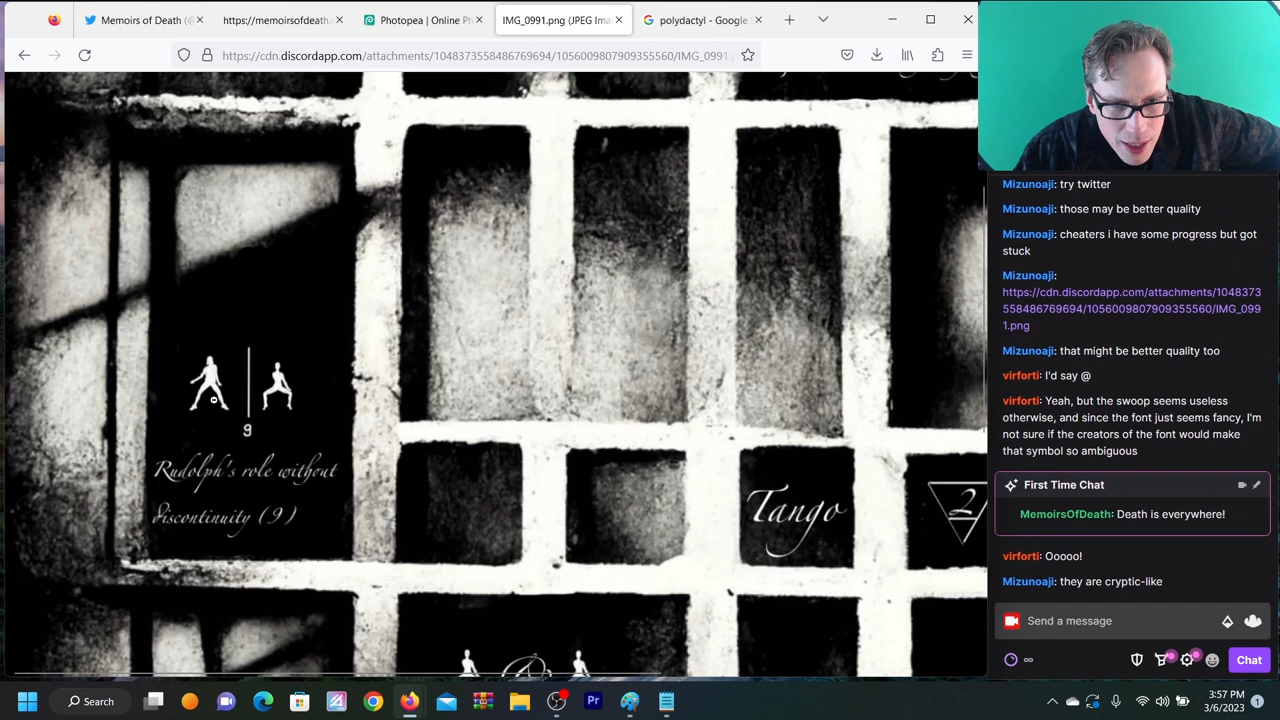 Memoirs of Death (@
https://memoirsofdeath.w
Photopea | Online Ph
IMG_0991.png (JPEG Ima
polydactyl - Google S
https://cdn.discordapp.com/attachments/1048373558486769694/1056009807909355560/IMG_0991.p
9
Rudolph's role without
discontinuity (9)
Tango
2
Mizunoaji: try twitter
Mizunoaji: those may be better quality
Mizunoaji: cheaters i have some progress but got
stuck
Mizunoaji:
https://cdn.discordapp.com/attachments/1048373
558486769694/1056009807909355560/IMG_099
1.png
Mizunoaji: that might be better quality too
virforti: I'd say @
virforti: Yeah, but the swoop seems useless
otherwise, and since the font just seems fancy, I'm
not sure if the creators of the font would make
that symbol so ambiguous
First Time Chat
MemoirsOfDeath: Death is everywhere!
virforti: Ooooo!
Mizunoaji: they are cryptic-like
Send a message
∞
Chat
Search
Pr
3:57 PM
3/6/2023
1